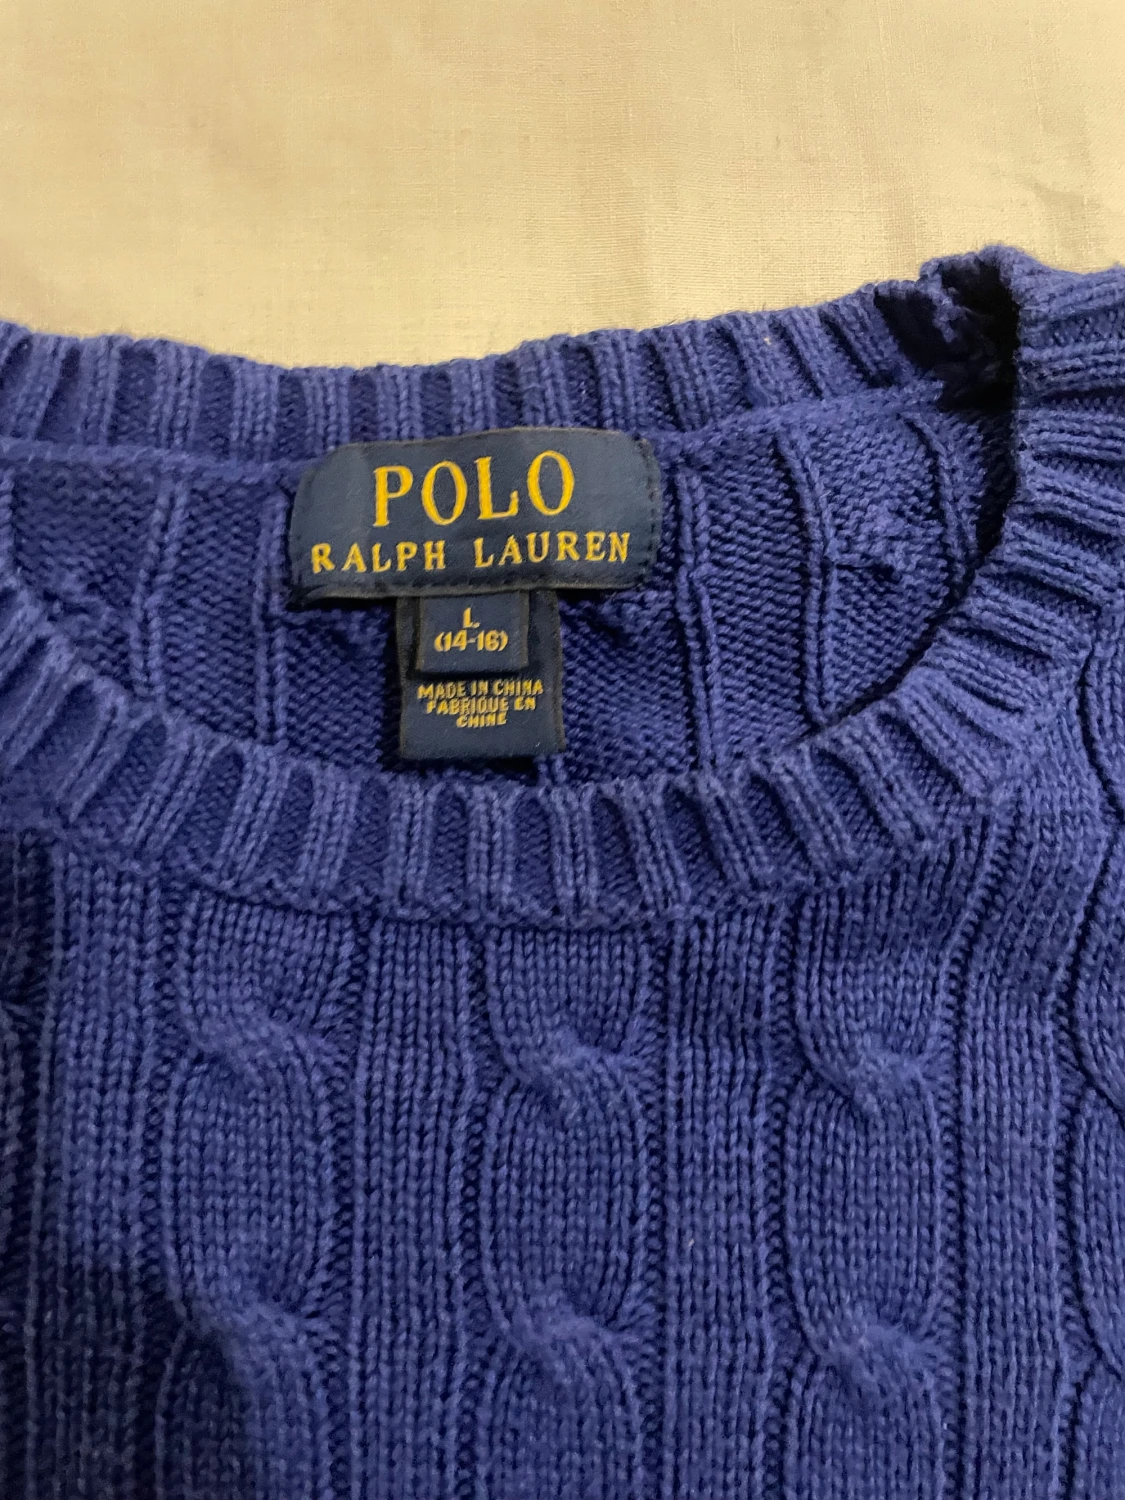 POLO
RALPH LAUREN
L
(14-16)
MADE IN CHINA
FABRIQUE EN
CHINE